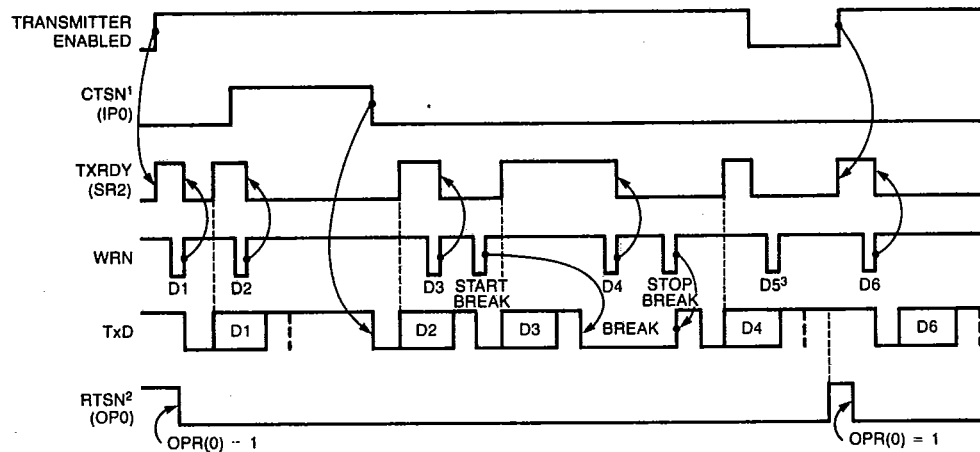 TRANSMITTER
ENABLED
CTSN¹
(IP0)
TXRDY
(SR2)
WRN
D1
D2
D3
START
BREAK
D4
STOP
BREAK
D5³
D6
TxD
D1
D2
D3
BREAK
D4
D6
RTSN²
(OP0)
OPR(0) - 1
OPR(0) = 1